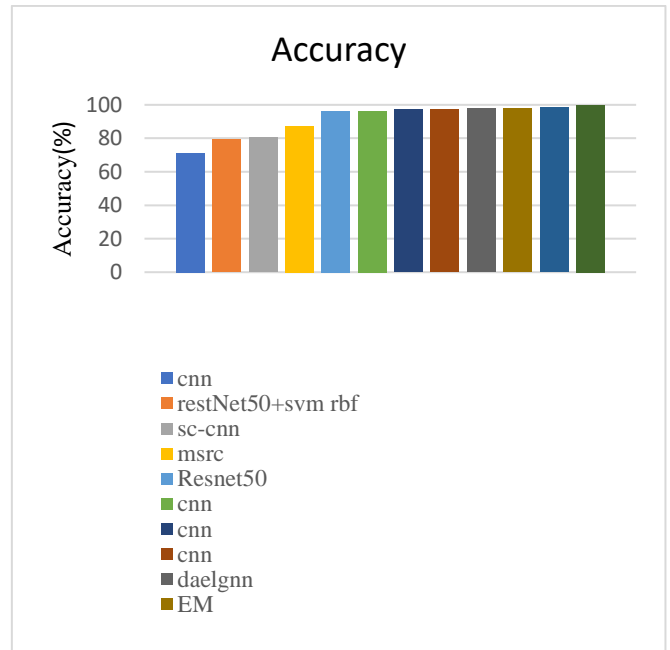 Accuracy
Accuracy(%)
100
80
60
40
20
0
cnn
restNet50+svm rbf
sc-cnn
msrc
Resnet50
cnn
cnn
cnn
daelgnn
EM